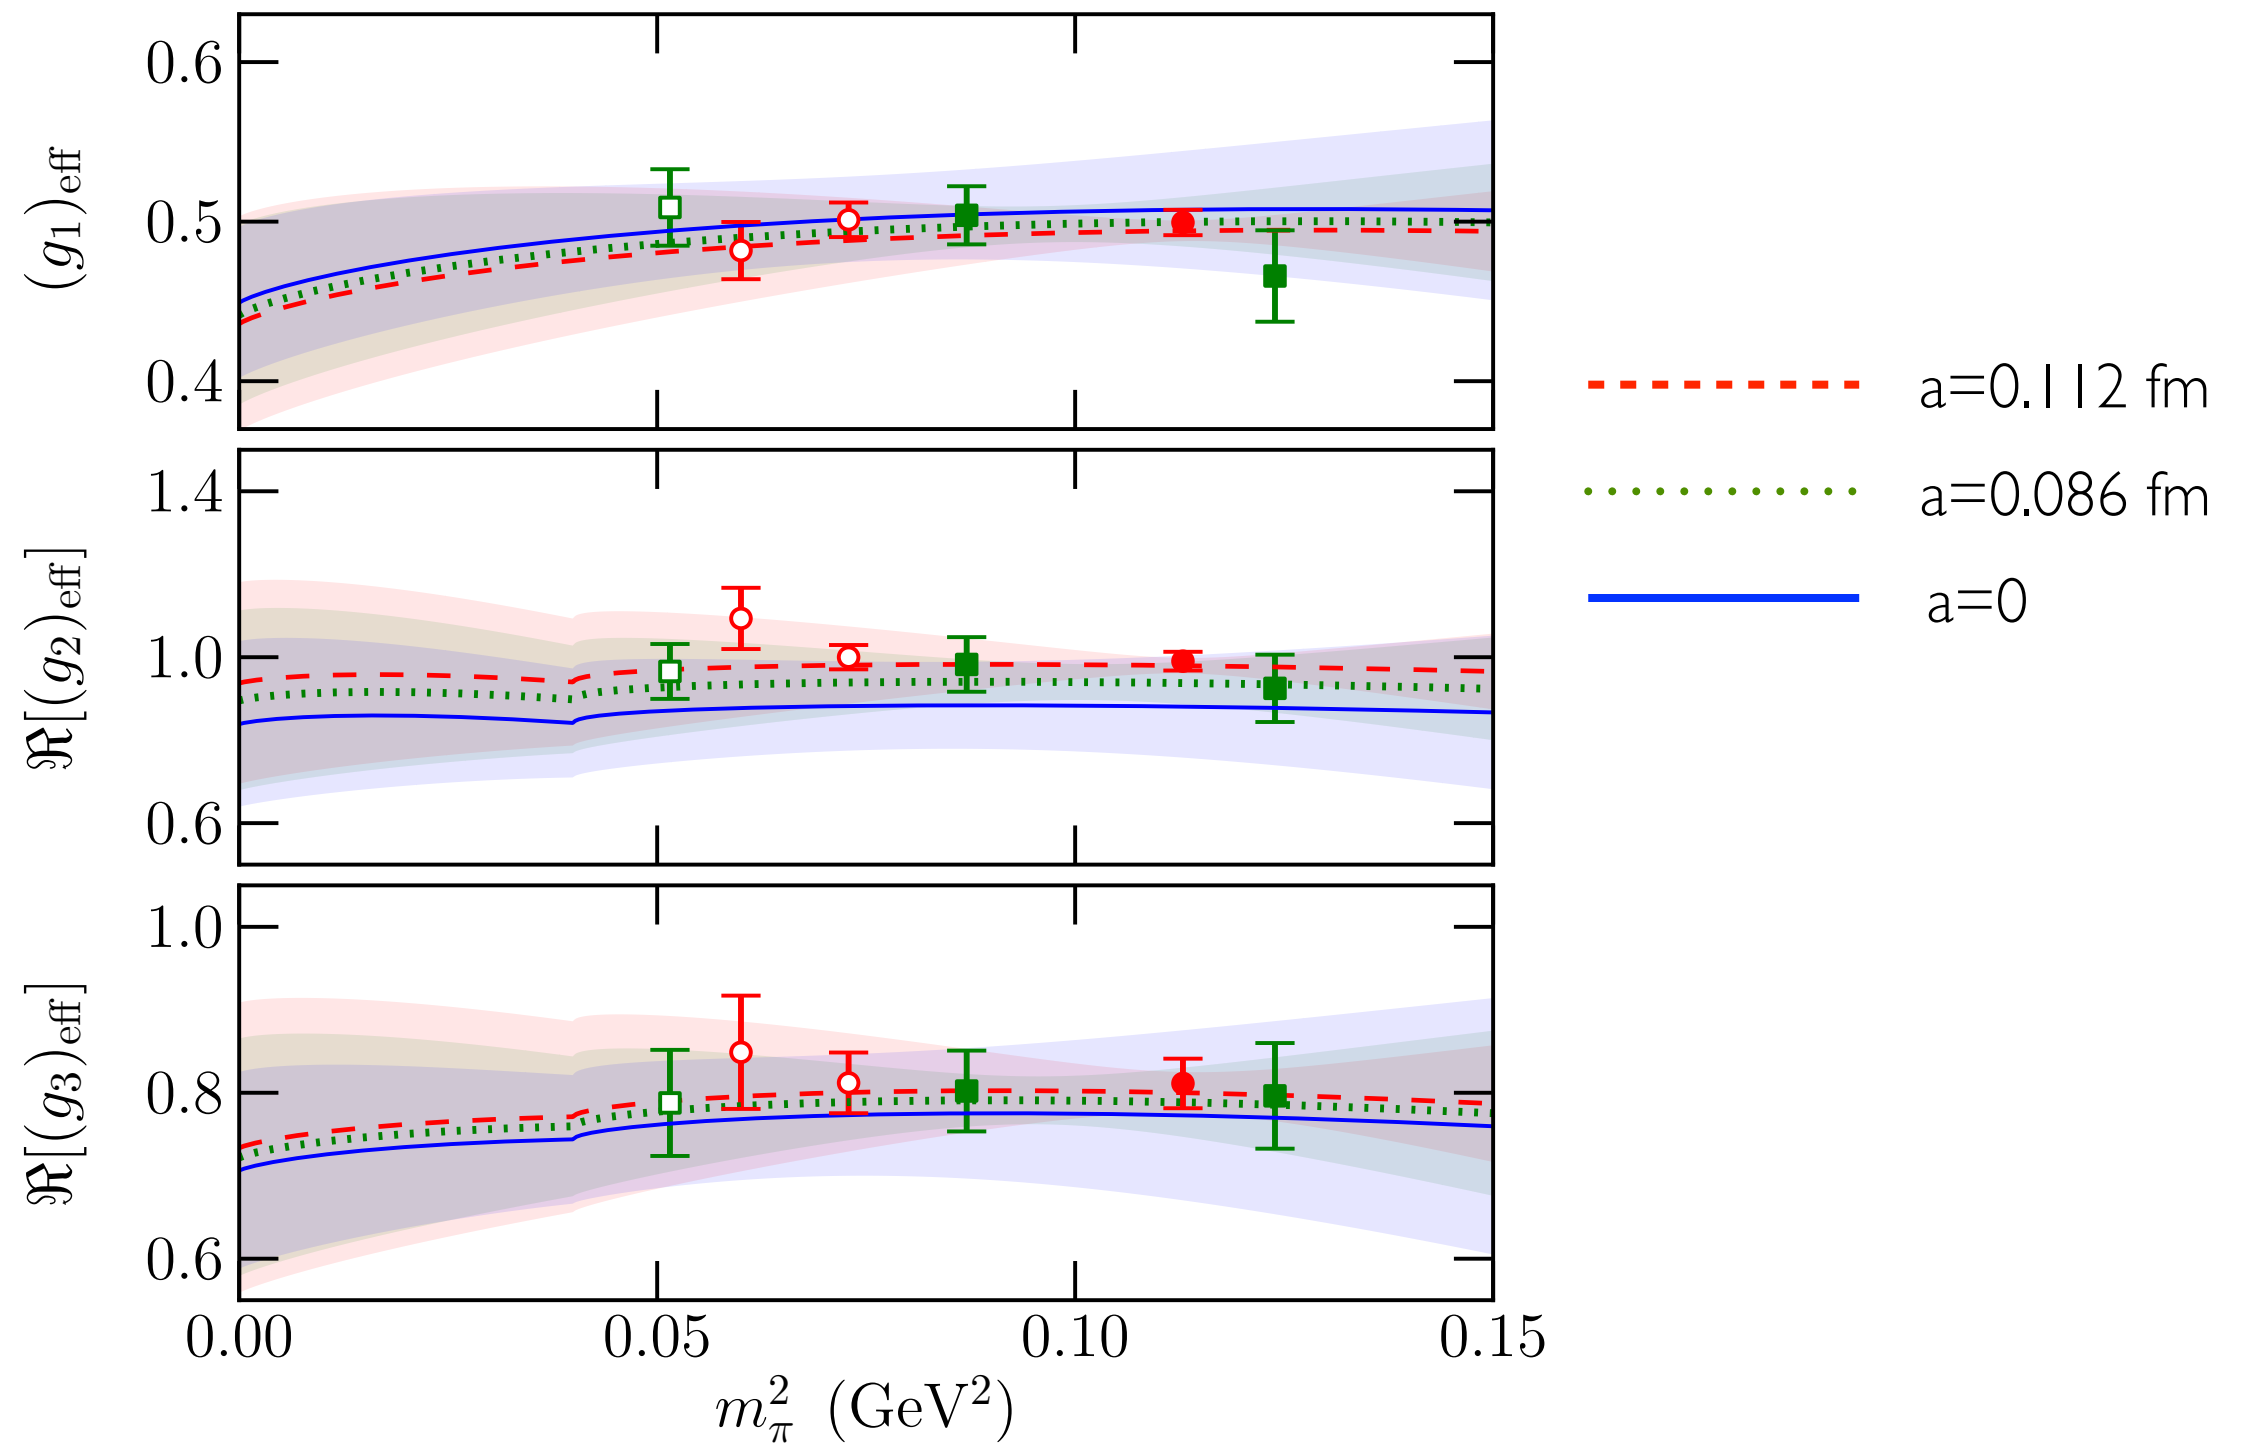 (g₁)eff
0.6
0.5
0.4
ℜ[(g₂)eff]
1.4
1.0
0.6
ℜ[(g₃)eff]
1.0
0.8
0.6
0.00 0.05 0.10 0.15
m²π (GeV²)
a=0.112 fm
a=0.086 fm
a=0